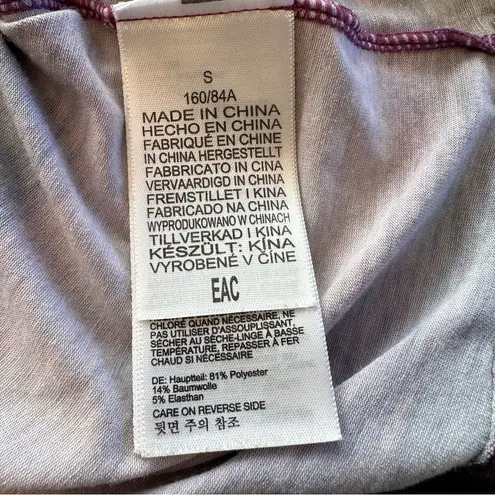 S
160/84A
MADE IN CHINA
HECHO EN CHINA
FABRIQUÉ EN CHINE
IN CHINA HERGESTELLT
FABBRICATO IN CINA
VERVAARDIGD IN CHINA
FREMSTILLET I KINA
FABRICADO NA CHINA
WYPRODUKOWANO W CHINACH
TILLVERKAD I KINA
KÉSZÜLT: KÍNA
VYROBENÉ V ČÍNE
EAC
CHLORÉ QUAND NÉCESSAIRE, NE
PAS UTILISER D'ASSOUPLISSANT,
SÉCHER AU SÈCHE-LINGE À BASSE
TEMPÉRATURE, REPASSER À FER
CHAUD SI NÉCESSAIRE
DE: Hauptteil: 81% Polyester
14% Baumwolle
5% Elasthan
CARE ON REVERSE SIDE
뒷면 주의 참조